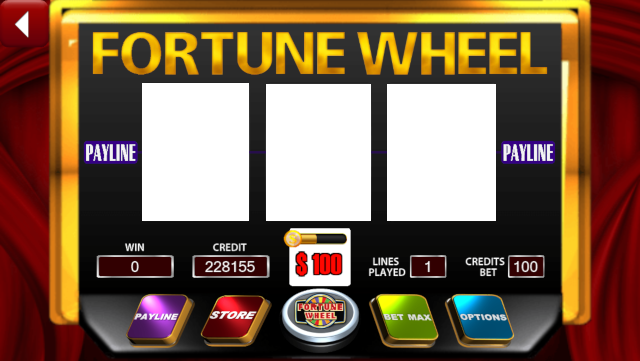 FORTUNE WHEEL
PAYLINE
PAYLINE
WIN
0
CREDIT
228155
$ 100
LINES
PLAYED
1
CREDITS
BET
100
PAYLINE
STORE
FORTUNE
WHEEL
BET MAX
OPTIONS